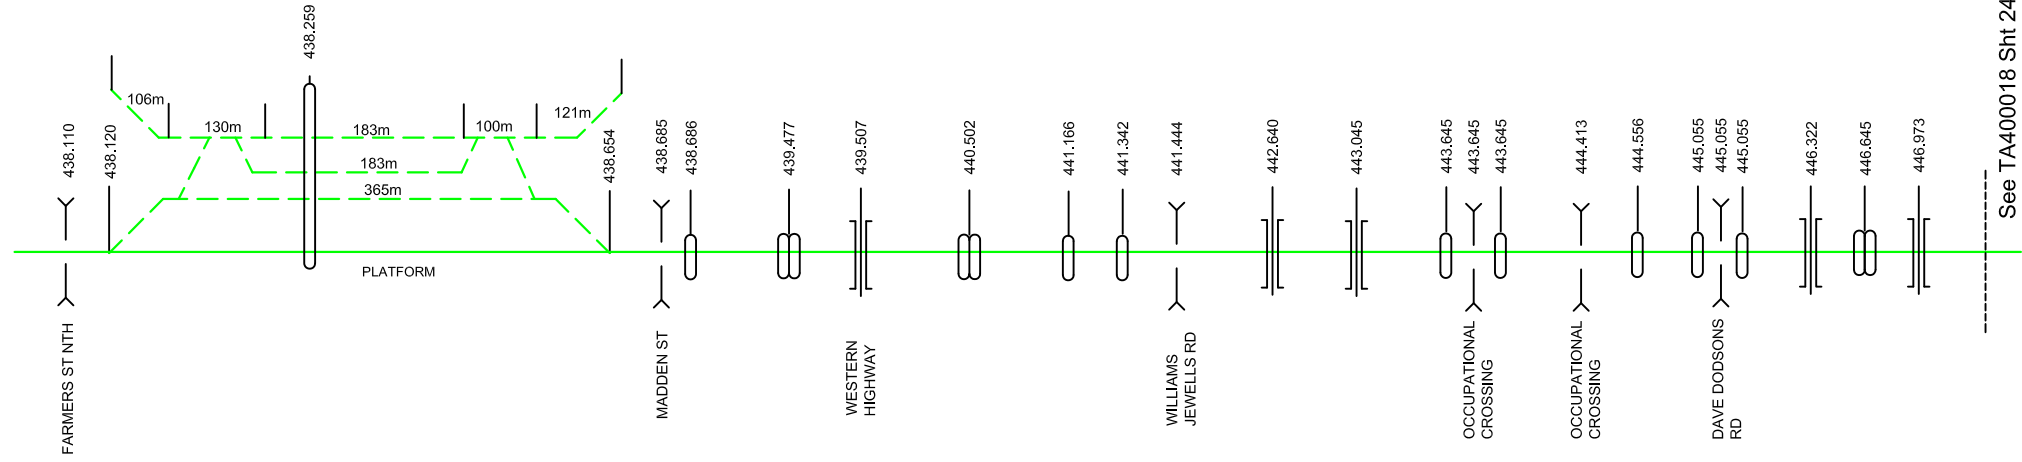 438.259
See TA400018 Sht 24
106m
130m
183m
100m
121m
183m
365m
438.110
438.120
438.654
438.685
438.686
439.477
439.507
440.502
441.166
441.342
441.444
442.640
443.045
443.645
443.645
443.645
444.413
444.556
445.055
445.055
445.055
446.322
446.645
446.973
PLATFORM
FARMERS ST NTH
MADDEN ST
WESTERN
HIGHWAY
WILLIAMS
JEWELLS RD
OCCUPATIONAL
CROSSING
OCCUPATIONAL
CROSSING
DAVE DODSONS
RD